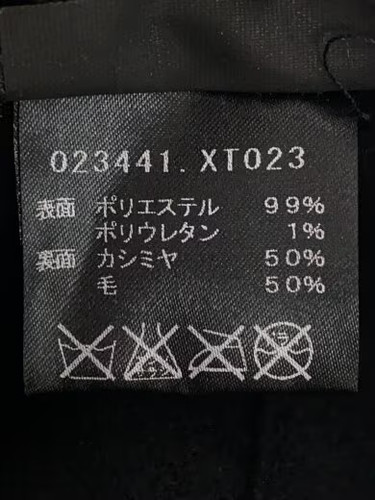 023441. XT023
表面 ポリエステル 99%
ポリウレタン 1%
裏面 カシミヤ 50%
毛 50%